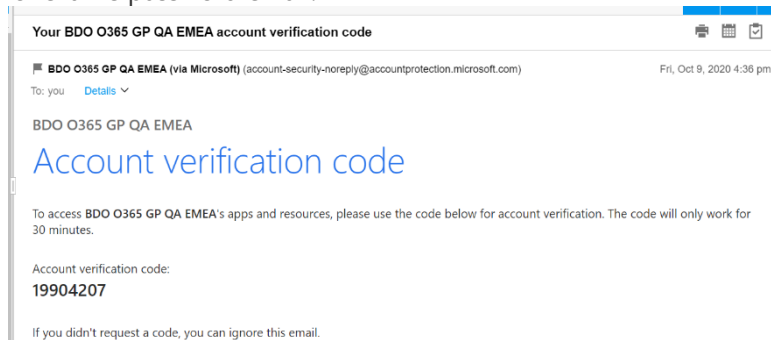 Your BDO O365 GP QA EMEA account verification code
BDO O365 GP QA EMEA (via Microsoft) (account-security-noreply@accountprotection.microsoft.com) Fri, Oct 9, 2020 4:36 pm
To: you Details
BDO O365 GP QA EMEA
Account verification code
To access BDO O365 GP QA EMEA's apps and resources, please use the code below for account verification. The code will only work for
30 minutes.
Account verification code:
19904207
If you didn't request a code, you can ignore this email.